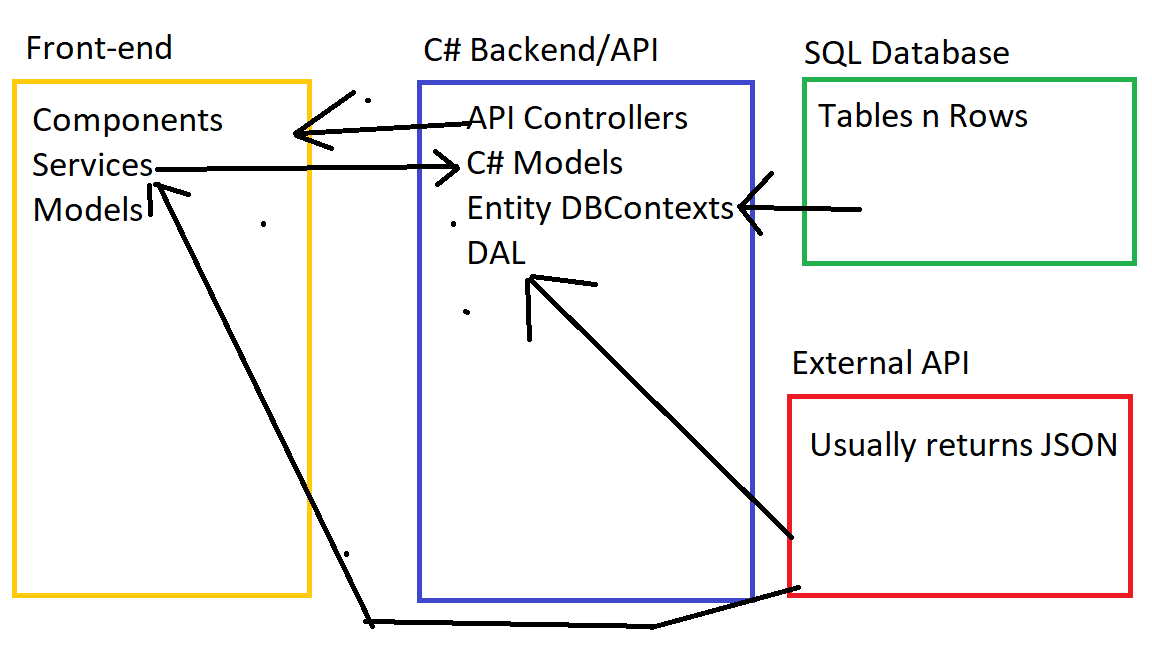 Front-end
Components
Services
Models
C# Backend/API
API Controllers
C# Models
Entity DBContexts
DAL
SQL Database
Tables n Rows
External API
Usually returns JSON